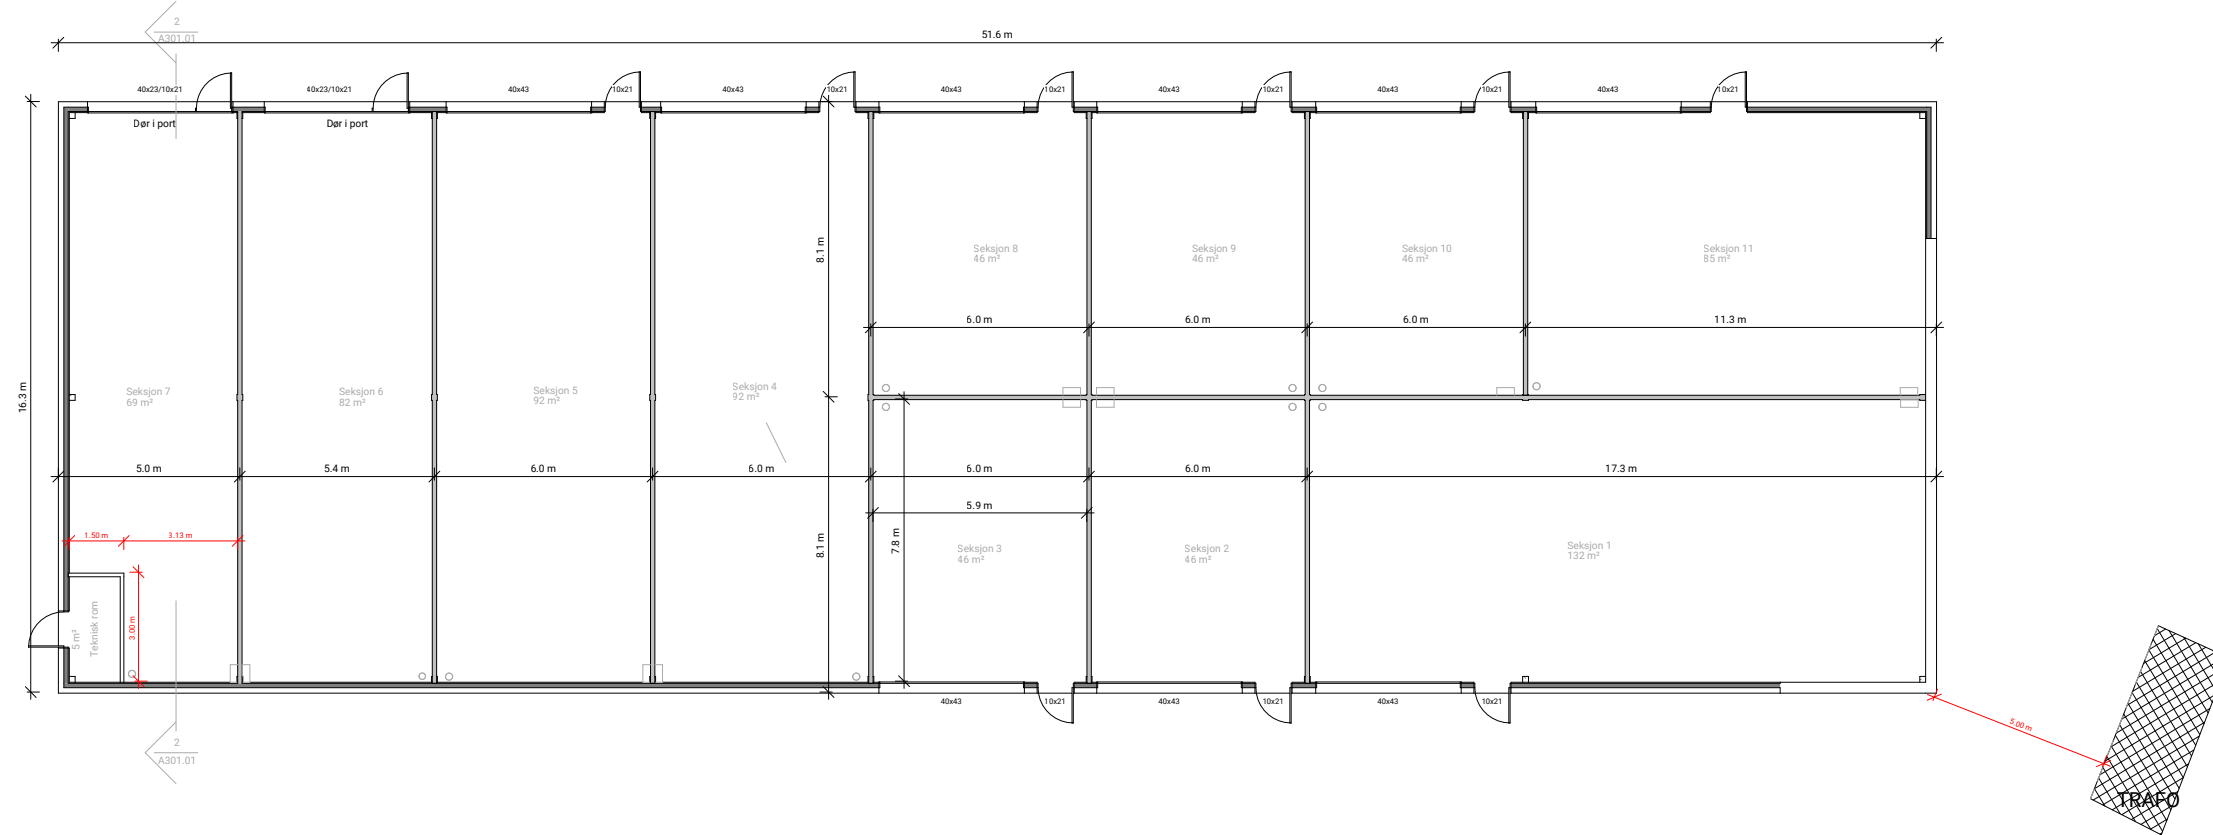 2
A301.01
51.6 m
40x23/10x21
40x23/10x21
40x43
10x21
40x43
10x21
40x43
10x21
40x43
10x21
40x43
10x21
40x43
10x21
Dør i port
Dør i port
16.3 m
8.1 m
Seksjon 8
46 m²
Seksjon 9
46 m²
Seksjon 10
46 m²
Seksjon 11
85 m²
6.0 m
6.0 m
6.0 m
11.3 m
Seksjon 7
69 m²
Seksjon 6
82 m²
Seksjon 5
92 m²
Seksjon 4
92 m²
5.0 m
5.4 m
6.0 m
6.0 m
6.0 m
6.0 m
17.3 m
5.9 m
1.50 m
3.13 m
8.1 m
7.8 m
Seksjon 3
46 m²
Seksjon 2
46 m²
Seksjon 1
132 m²
3.00 m
5 m²
Teknisk rom
40x43
10x21
40x43
10x21
40x43
10x21
5.00 m
2
A301.01
TRAFO